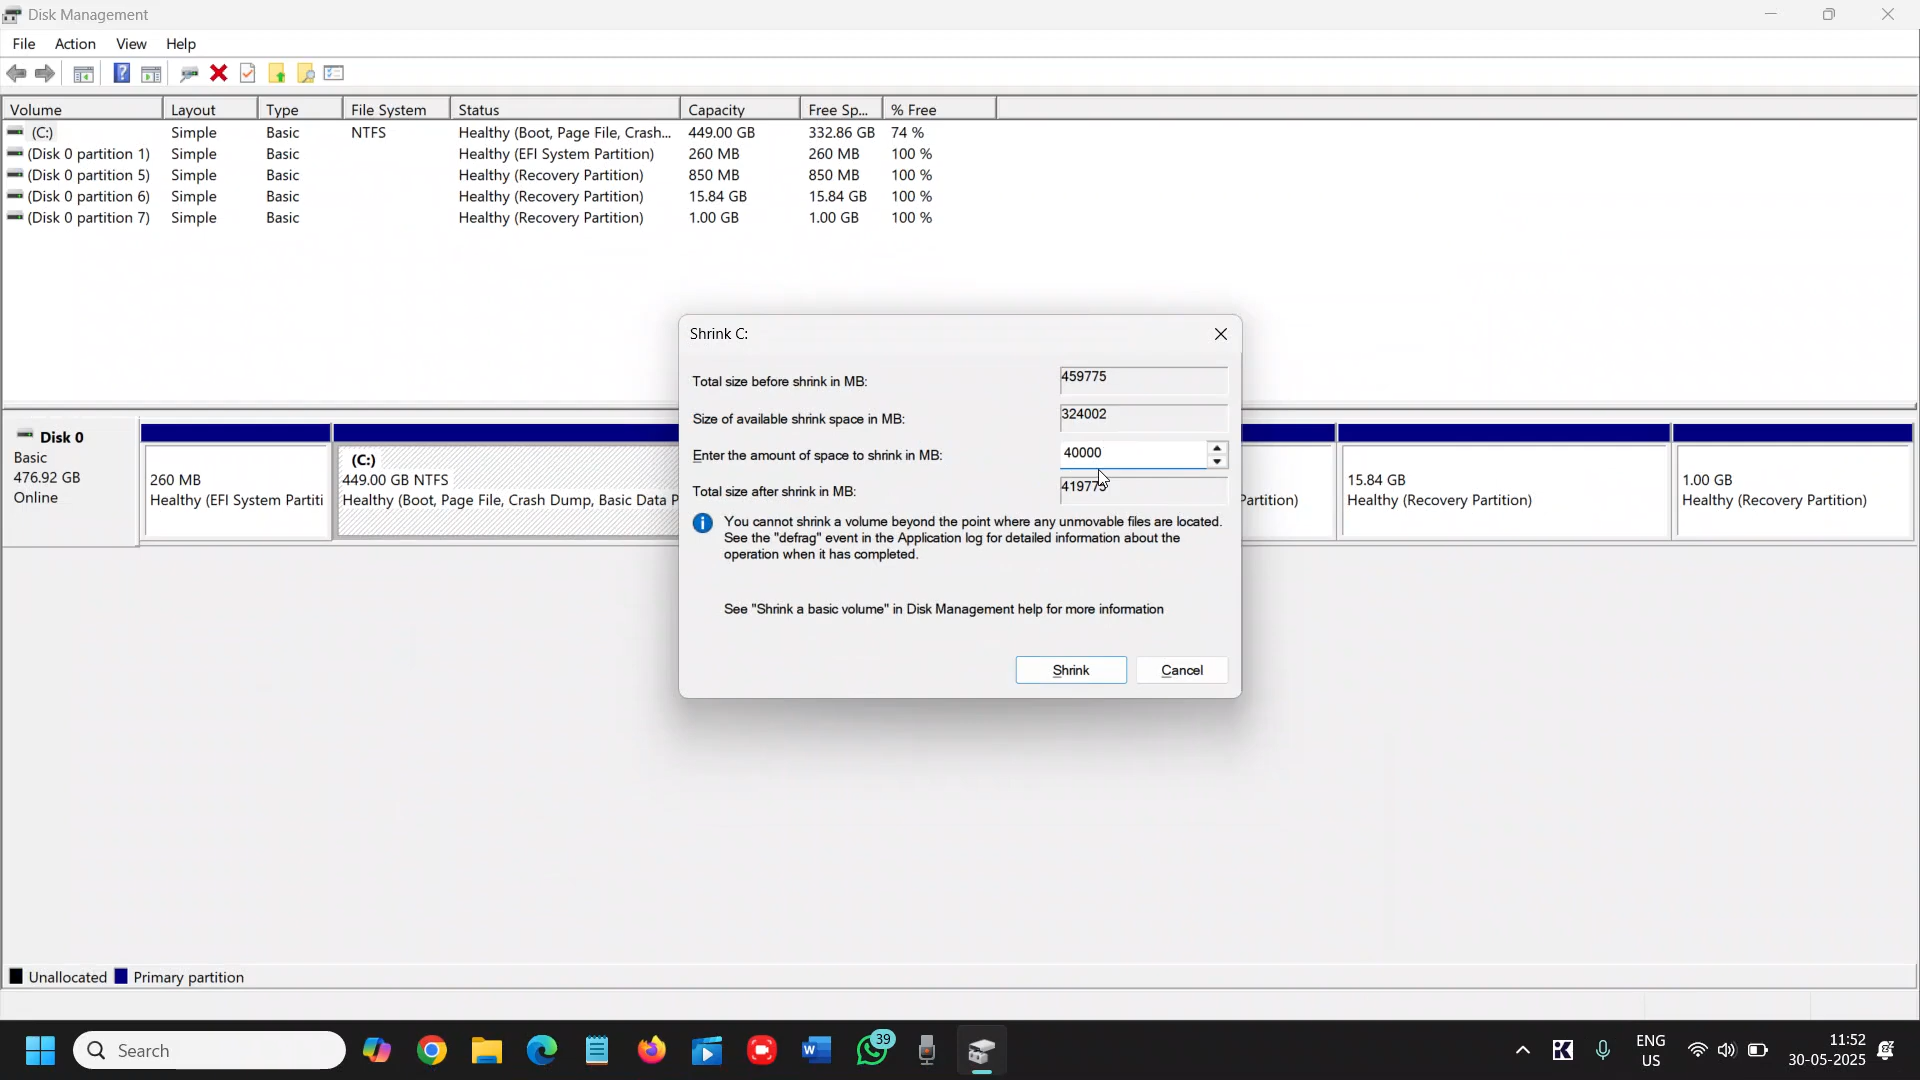 Disk Management
File Action View Help
Volume Layout Type File System Status Capacity Free Sp... % Free
(C:) Simple Basic NTFS Healthy (Boot, Page File, Crash... 449.00 GB 332.86 GB 74 %
(Disk 0 partition 1) Simple Basic Healthy (EFI System Partition) 260 MB 260 MB 100 %
(Disk 0 partition 5) Simple Basic Healthy (Recovery Partition) 850 MB 850 MB 100 %
(Disk 0 partition 6) Simple Basic Healthy (Recovery Partition) 15.84 GB 15.84 GB 100 %
(Disk 0 partition 7) Simple Basic Healthy (Recovery Partition) 1.00 GB 1.00 GB 100 %
Shrink C:
Total size before shrink in MB: 459775
Size of available shrink space in MB: 324002
Enter the amount of space to shrink in MB: 40000
Total size after shrink in MB: 419775
You cannot shrink a volume beyond the point where any unmovable files are located.
See the "defrag" event in the Application log for detailed information about the
operation when it has completed.
See "Shrink a basic volume" in Disk Management help for more information
Shrink Cancel
Disk 0
Basic
476.92 GB
Online
260 MB
Healthy (EFI System Partiti
(C:)
449.00 GB NTFS
Healthy (Boot, Page File, Crash Dump, Basic Data P
artition)
15.84 GB
Healthy (Recovery Partition)
1.00 GB
Healthy (Recovery Partition)
Unallocated Primary partition
Search
39
ENG
US
11:52
30-05-2025